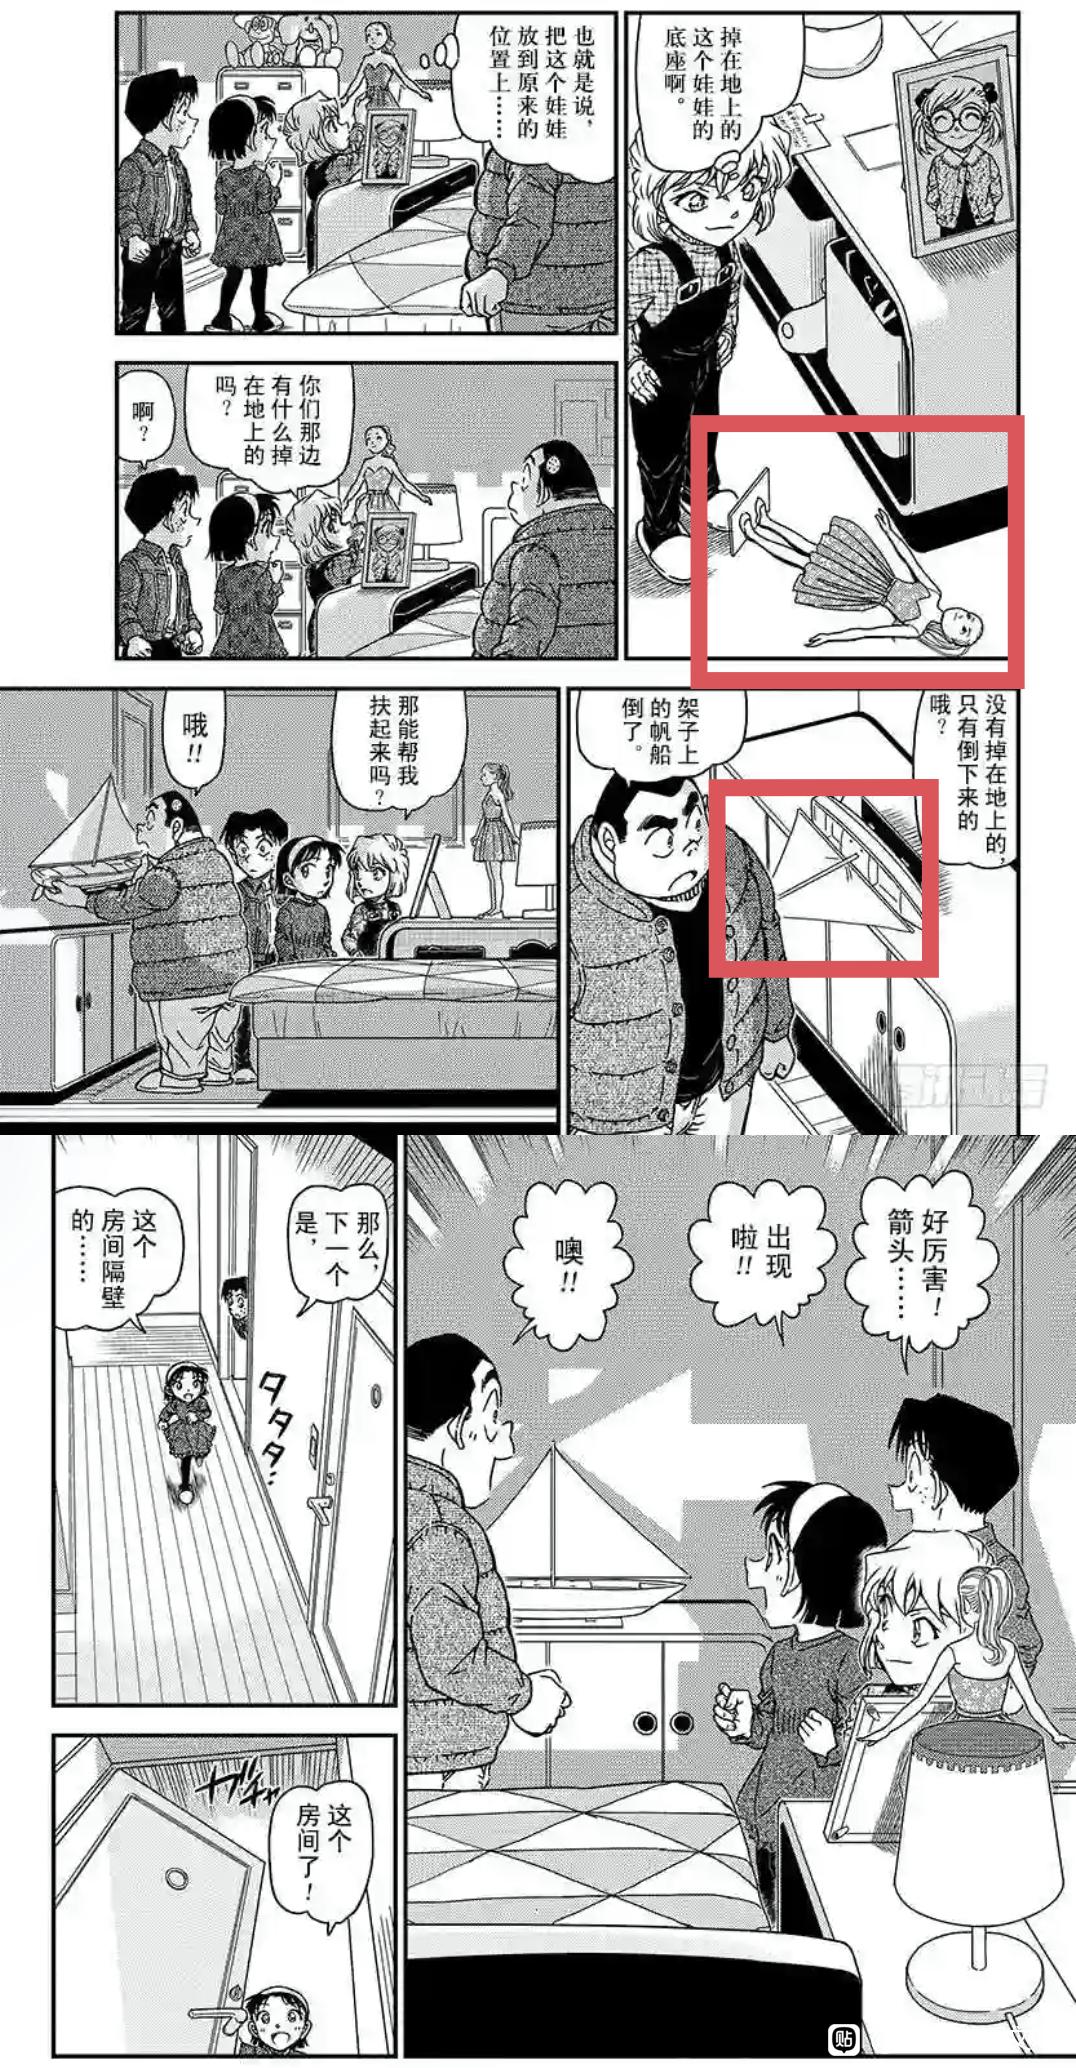 掉在地上的
这个娃娃的
底座啊。
也就是说，
把这个娃娃
放到原来的
位置上……
你们那边
有什么掉
在地上的
吗？
啊？
没有掉在地上的，
只有倒下来的
哦？
架子上
的帆船
倒了。
那能帮我
扶起来吗？
哦!!
好厉害！
箭头……
出现
啦!!
噢!!
那么，
下一个
是，
这个
房间隔壁
的……
タタタ…
ガチャ
这个
房间了！
贴